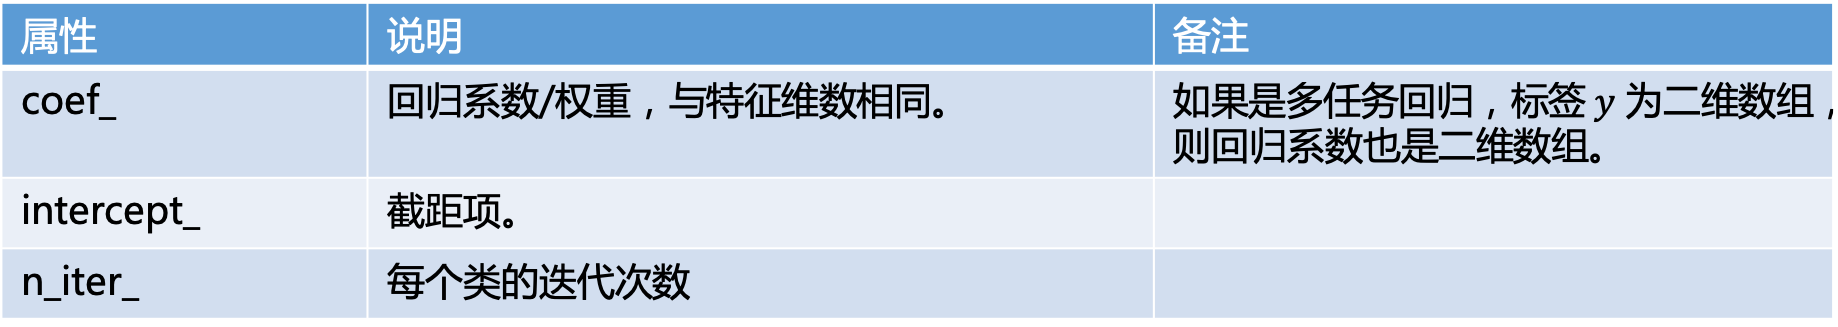 属性 说明 备注
coef_ 回归系数/权重，与特征维数相同。 如果是多任务回归，标签 y 为二维数组，
则回归系数也是二维数组。
intercept_ 截距项。
n_iter_ 每个类的迭代次数